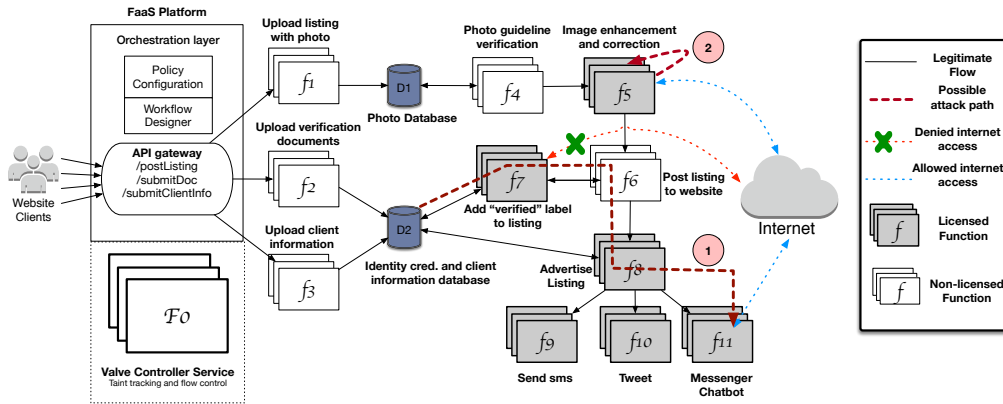 FaaS Platform
Orchestration layer
Policy
Configuration
Workflow
Designer
API gateway
/postListing
/submitDoc
/submitClientInfo
Website
Clients
Fo
Valve Controller Service
Taint tracking and flow control
Upload listing
with photo
f1
Upload verification
documents
f2
Upload client
information
f3
D1
Photo Database
D2
Identity cred. and client
information database
Photo guideline
verification
f4
Image enhancement
and correction
f5
2
f7
Add "verified" label
to listing
f6
Post listing
to website
Advertise
Listing
f8
1
f9
Send sms
f10
Tweet
f11
Messenger
Chatbot
Internet
Legitimate
Flow
Possible
attack path
Denied internet
access
Allowed internet
access
f
Licensed
Function
f
Non-licensed
Function